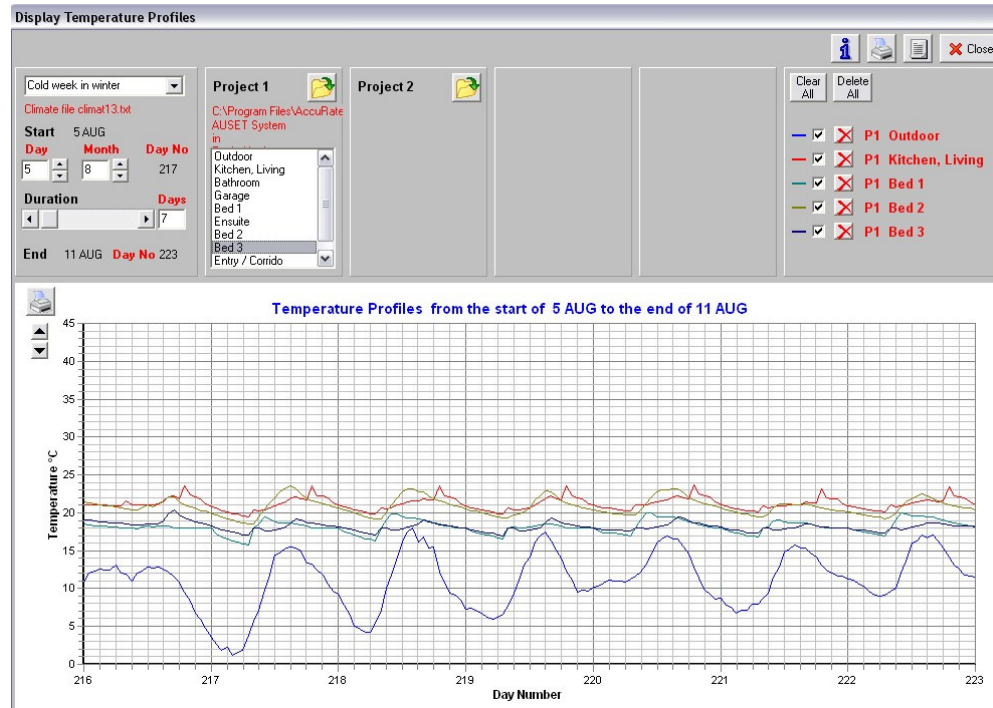 Display Temperature Profiles
Close
Cold week in winter
Climate file climat13.txt
Start 5 AUG
Day Month Day No
5 8 217
Duration Days
7
End 11 AUG Day No 223
Project 1
C:\Program Files\AccuRate
AUSET System
in
Outdoor
Kitchen, Living
Bathroom
Garage
Bed 1
Ensuite
Bed 2
Bed 3
Entry / Corrido
Project 2
Clear All
Delete All
P1 Outdoor
P1 Kitchen, Living
P1 Bed 1
P1 Bed 2
P1 Bed 3
Temperature Profiles from the start of 5 AUG to the end of 11 AUG
45
40
35
30
25
20
15
10
5
0
Temperature °C
216 217 218 219 220 221 222 223
Day Number